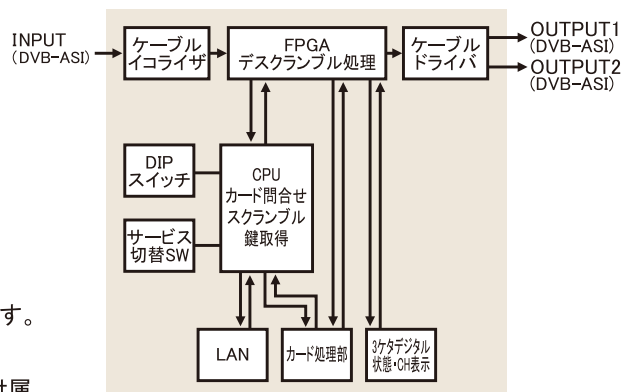 INPUT
(DVB-ASI)
ケーブル
イコライザ
FPGA
デスクランブル処理
ケーブル
ドライバ
OUTPUT1
(DVB-ASI)
OUTPUT2
(DVB-ASI)
DIP
スイッチ
CPU
カード問合せ
スクランブル
鍵取得
サービス
切替SW
す。
LAN
カード処理部
3ケタデジタル
状態・CH表示